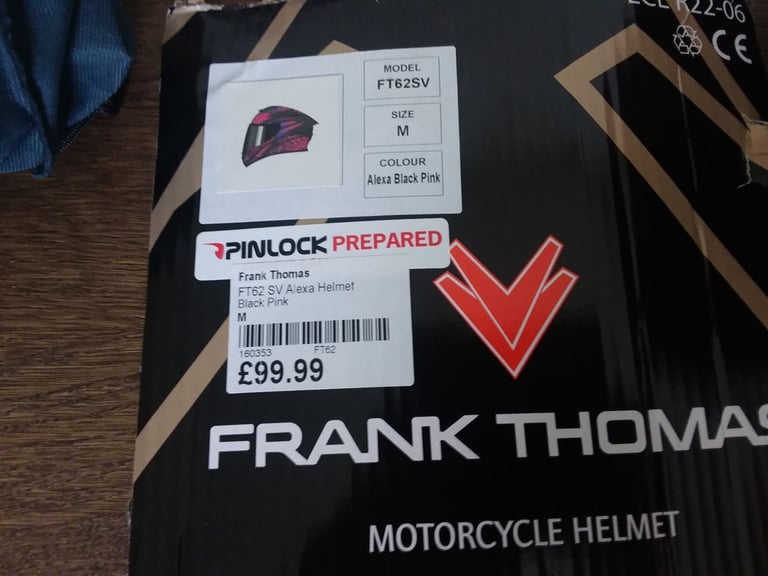 R22-06
CE
MODEL
FT62SV
SIZE
M
COLOUR
Alexa Black Pink
PINLOCK PREPARED
Frank Thomas
FT62 SV Alexa Helmet
Black Pink
M
160353 FT62
£99.99
FRANK THOMAS
MOTORCYCLE HELMET